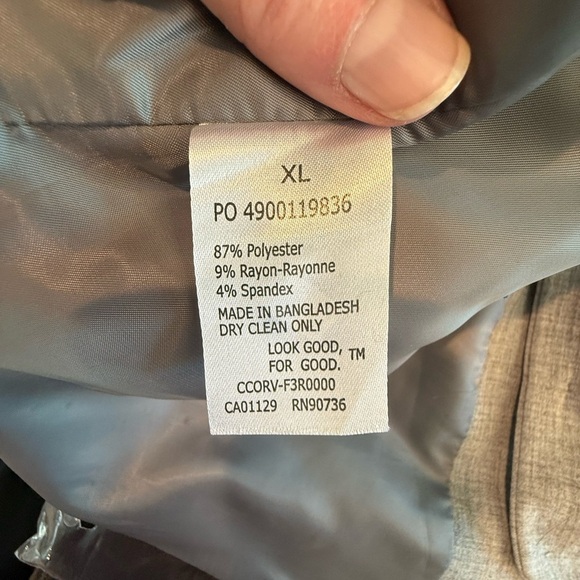 XL
PO 4900119836
87% Polyester
9% Rayon-Rayonne
4% Spandex
MADE IN BANGLADESH
DRY CLEAN ONLY
LOOK GOOD, TM
FOR GOOD.
CCORV-F3R0000
CA01129 RN90736